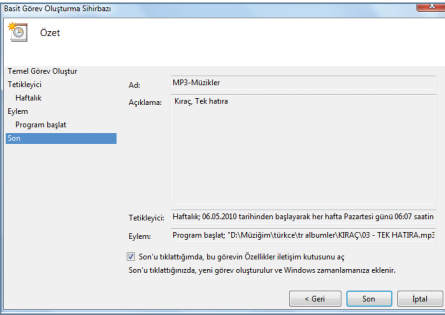 Basit Görev Oluşturma Sihirbazı
Özet
Temel Görev Oluştur
Tetikleyici
Haftalık
Eylem
Program başlat
Son
Ad: MP3-Müzikler
Açıklama: Kıraç, Tek hatıra
Tetikleyici: Haftalık; 06.05.2010 tarihinden başlayarak her hafta Pazartesi günü 06:07 saatin
Eylem: Program başlat; "D:\Müziğim\türkce\tr albumler\KIRAÇ\03 - TEK HATIRA.mp3
Son'u tıklattığımda, bu görevin Özellikler iletişim kutusunu aç
Son'u tıklattığınızda, yeni görev oluşturulur ve Windows zamanlamanıza eklenir.
< Geri Son İptal